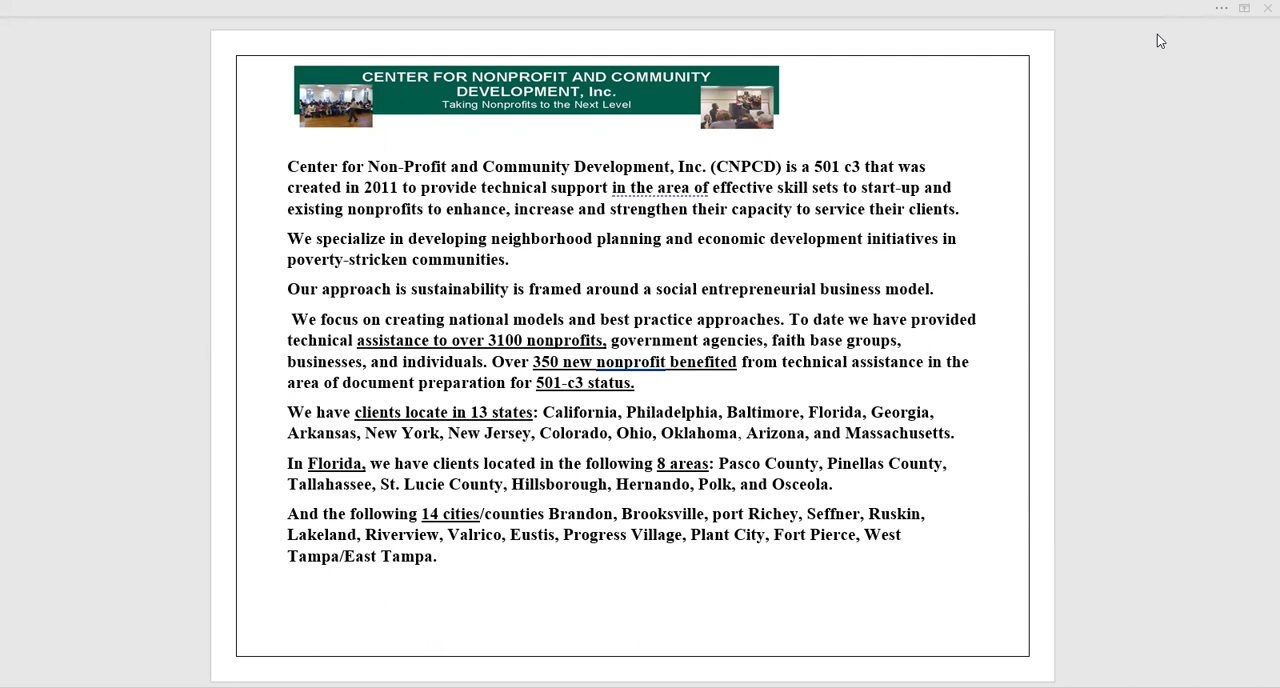 CENTER FOR NONPROFIT AND COMMUNITY
DEVELOPMENT, Inc.
Taking Nonprofits to the Next Level
Center for Non-Profit and Community Development, Inc. (CNPCD) is a 501 c3 that was
created in 2011 to provide technical support in the area of effective skill sets to start-up and
existing nonprofits to enhance, increase and strengthen their capacity to service their clients.
We specialize in developing neighborhood planning and economic development initiatives in
poverty-stricken communities.
Our approach is sustainability is framed around a social entrepreneurial business model.
We focus on creating national models and best practice approaches. To date we have provided
technical assistance to over 3100 nonprofits, government agencies, faith base groups,
businesses, and individuals. Over 350 new nonprofit benefited from technical assistance in the
area of document preparation for 501-c3 status.
We have clients locate in 13 states: California, Philadelphia, Baltimore, Florida, Georgia,
Arkansas, New York, New Jersey, Colorado, Ohio, Oklahoma, Arizona, and Massachusetts.
In Florida, we have clients located in the following 8 areas: Pasco County, Pinellas County,
Tallahassee, St. Lucie County, Hillsborough, Hernando, Polk, and Osceola.
And the following 14 cities/counties Brandon, Brooksville, port Richey, Seffner, Ruskin,
Lakeland, Riverview, Valrico, Eustis, Progress Village, Plant City, Fort Pierce, West
Tampa/East Tampa.